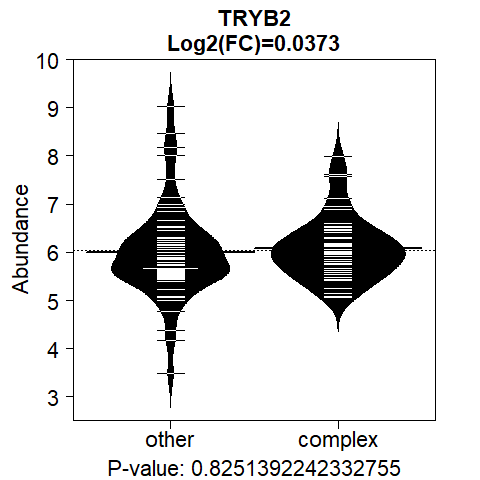 TRYB2
Log2(FC)=0.0373
Abundance
10
9
8
7
6
5
4
3
other complex
P-value: 0.8251392242332755